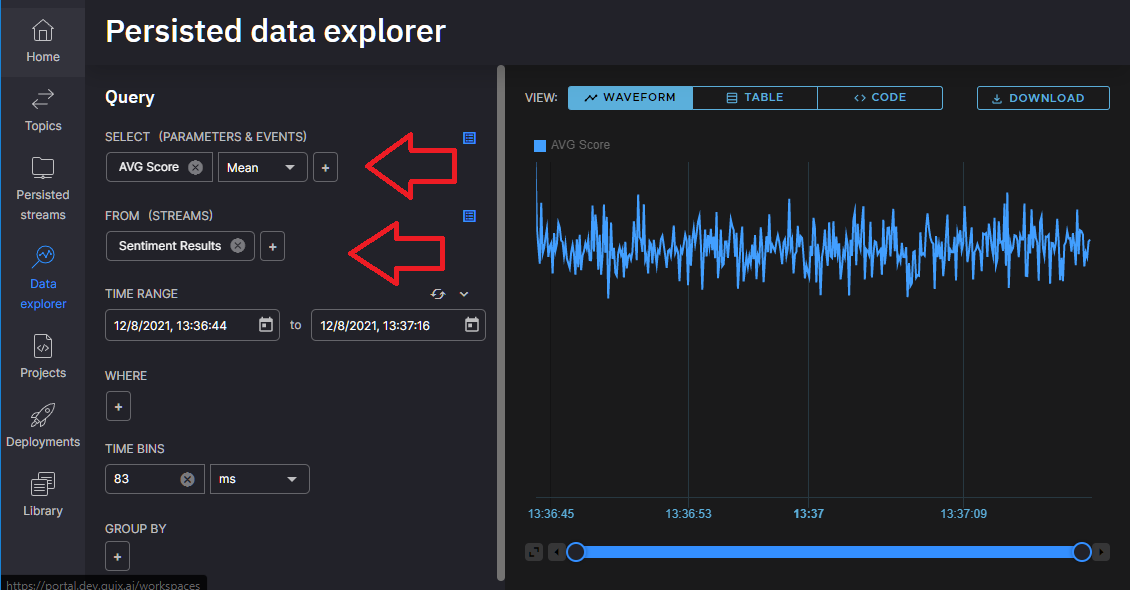 Persisted data explorer
Home
Topics
Persisted
streams
Data
explorer
Projects
Deployments
Library
Query
SELECT (PARAMETERS & EVENTS)
AVG Score Mean +
FROM (STREAMS)
Sentiment Results +
TIME RANGE
12/8/2021, 13:36:44 to 12/8/2021, 13:37:16
WHERE
+
TIME BINS
83 ms
GROUP BY
+
VIEW: WAVEFORM TABLE CODE DOWNLOAD
AVG Score
13:36:45 13:36:53 13:37 13:37:09
https://portal.dev.quix.ai/workspaces